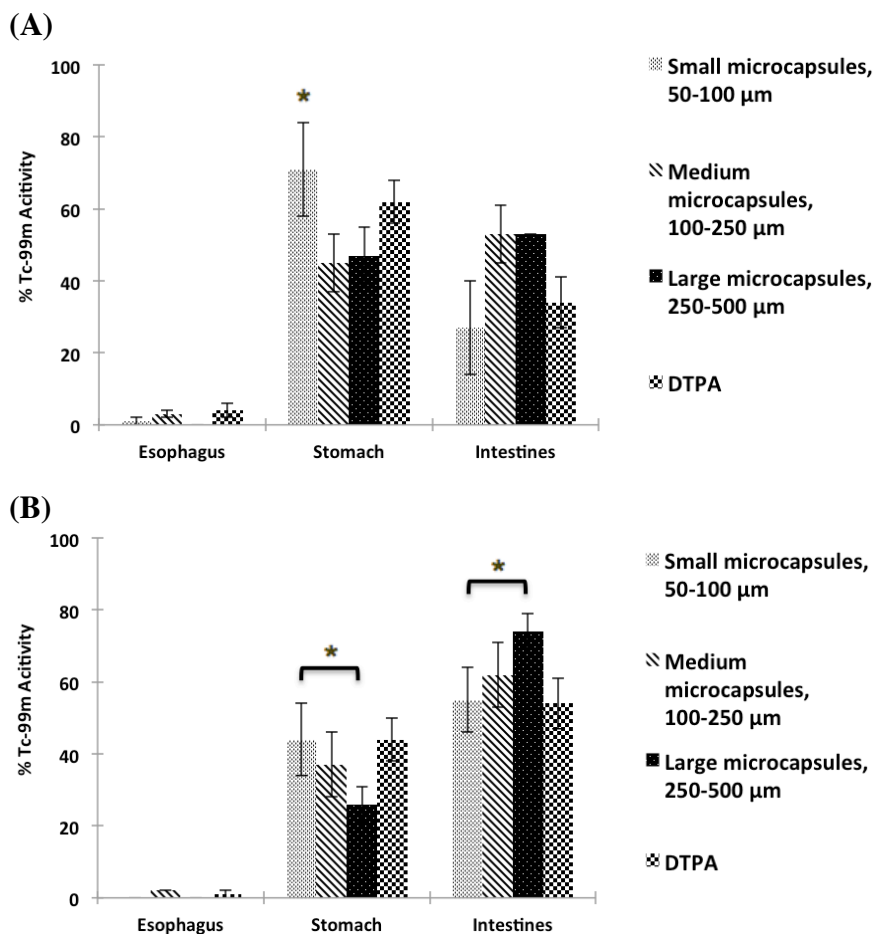 (A)
100
80
60
40
20
0
% Tc-99m Acitivity
*
Esophagus
Stomach
Intestines
Small microcapsules,
50-100 µm
Medium
microcapsules,
100-250 µm
Large microcapsules,
250-500 µm
DTPA
(B)
100
80
60
40
20
0
% Tc-99m Acitivity
*
*
Esophagus
Stomach
Intestines
Small microcapsules,
50-100 µm
Medium
microcapsules,
100-250 µm
Large microcapsules,
250-500 µm
DTPA